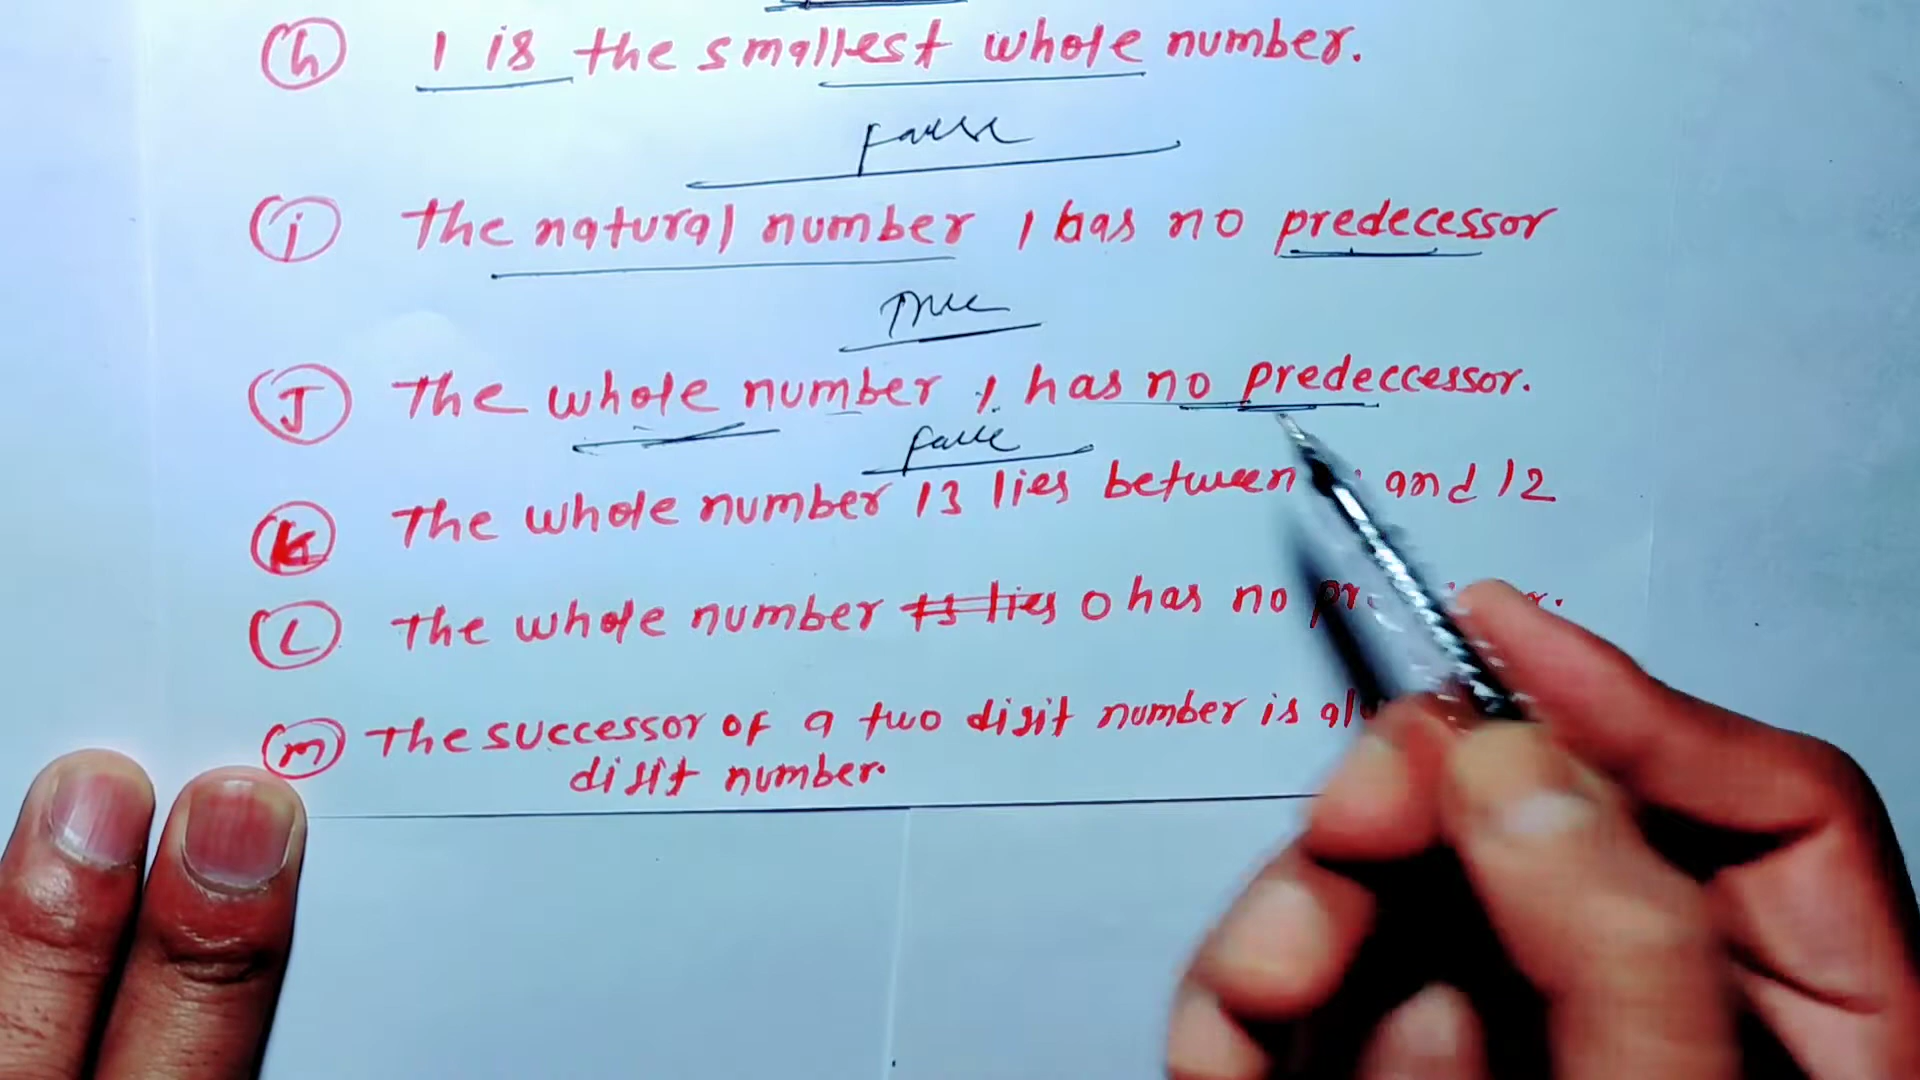 (h) 1 is the smallest whole number.
False
(i) The natural number 1 has no predecessor
True
(J) The whole number 1 has no predeccessor.
False
(k) The whole number 13 lies between and 12
(L) The whole number 13 lies 0 has no
(m) The successor of a two digit number is
digit number.